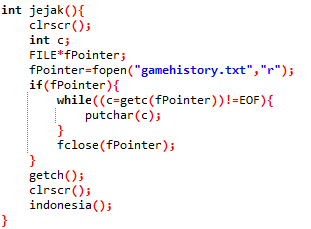 int jejak(){
    clrscr();
    int c;
    FILE*fPointer;
    fPointer=fopen("gamehistory.txt","r");
    if(fPointer){
        while((c=getc(fPointer))!=EOF){
            putchar(c);
        }
        fclose(fPointer);
    }
    getch();
    clrscr();
    indonesia();
}